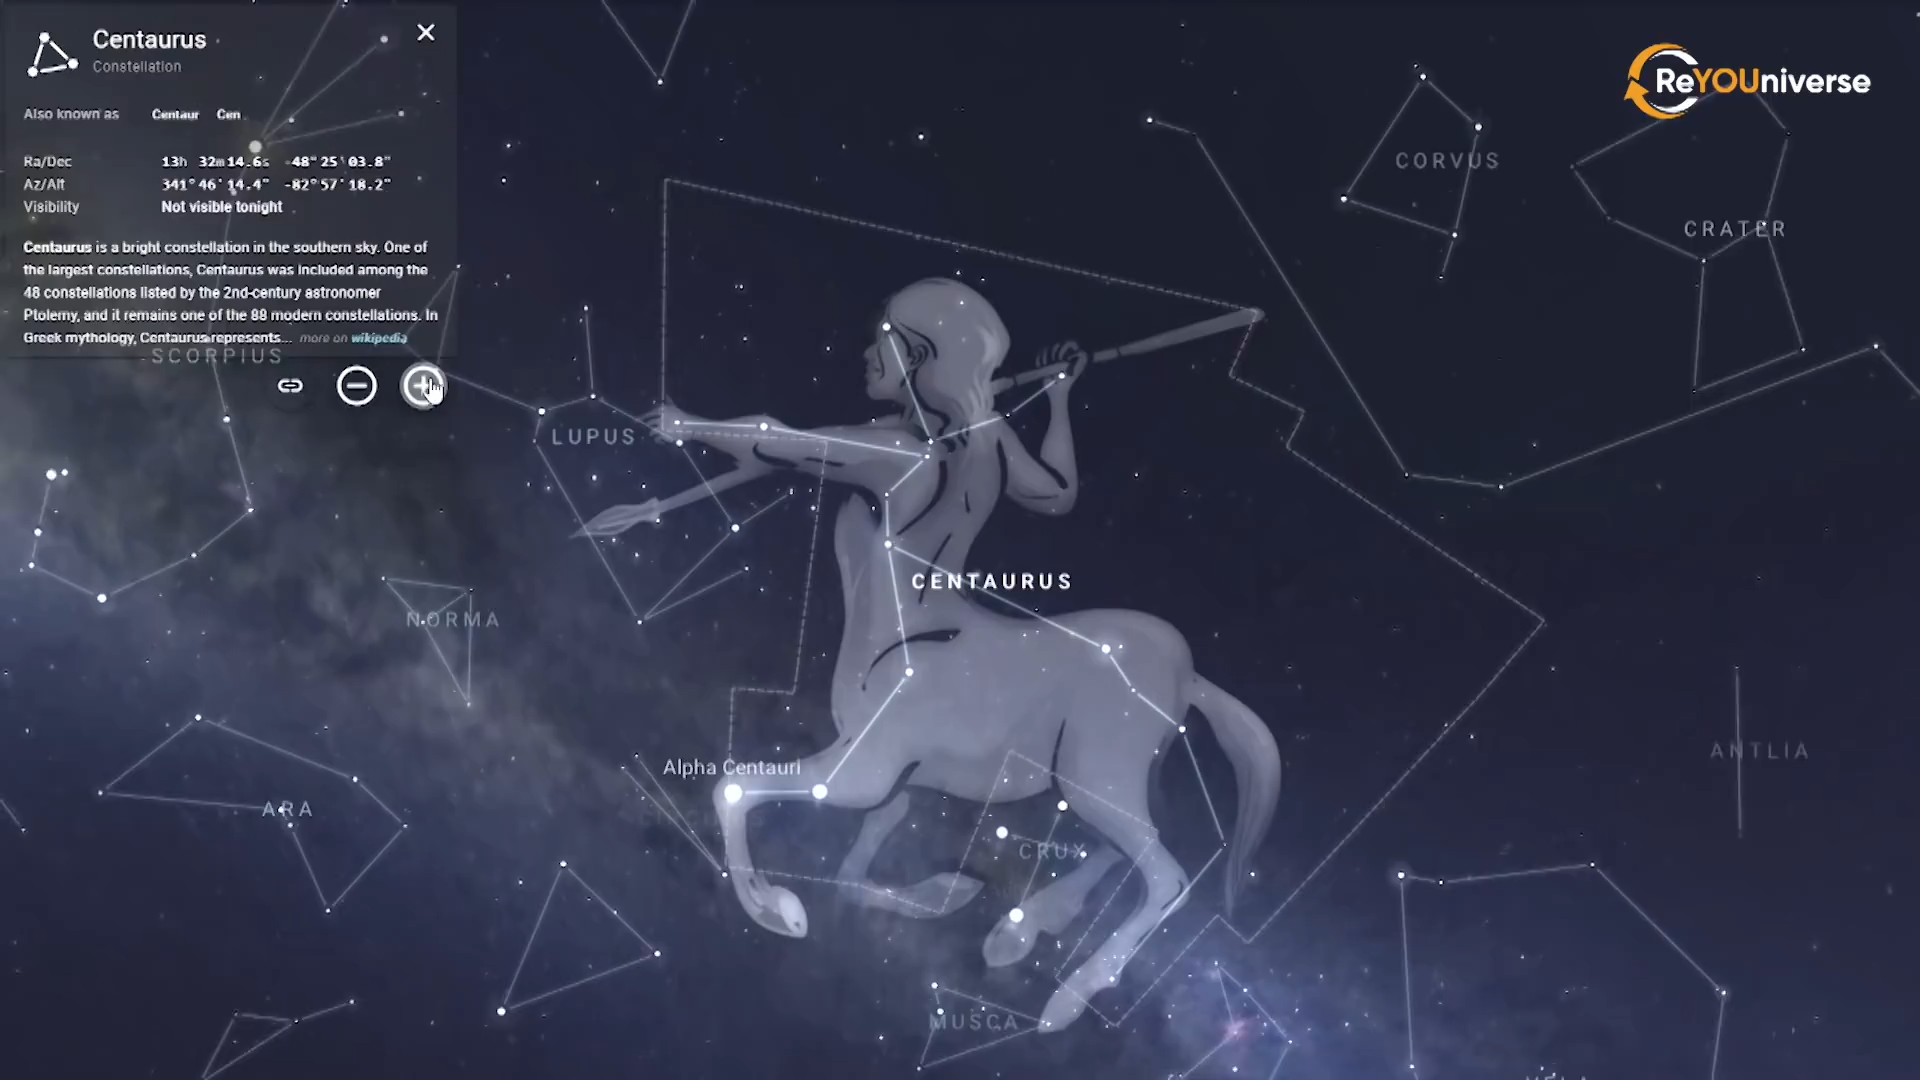 Centaurus
Constellation
Also known as Centaur Cen
Ra/Dec 13h 32m14.6s -48°25'03.8"
Az/Alt 341°46'14.4" -82°57'18.2"
Visibility Not visible tonight
Centaurus is a bright constellation in the southern sky. One of
the largest constellations, Centaurus was included among the
48 constellations listed by the 2nd-century astronomer
Ptolemy, and it remains one of the 88 modern constellations. In
Greek mythology, Centaurus represents... more on wikipedia
ReYOUniverse
CORVUS
CRATER
SCORPIUS
LUPUS
CENTAURUS
NORMA
ANTLIA
Alpha Centauri
ARA
CRUX
MUSCA